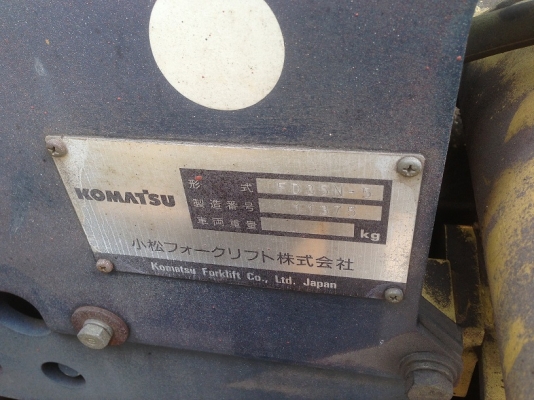 KOMATSU
形 式
製造番号
車両重量 kg
小松フォークリフト株式会社
Komatsu Forklift Co., Ltd. Japan